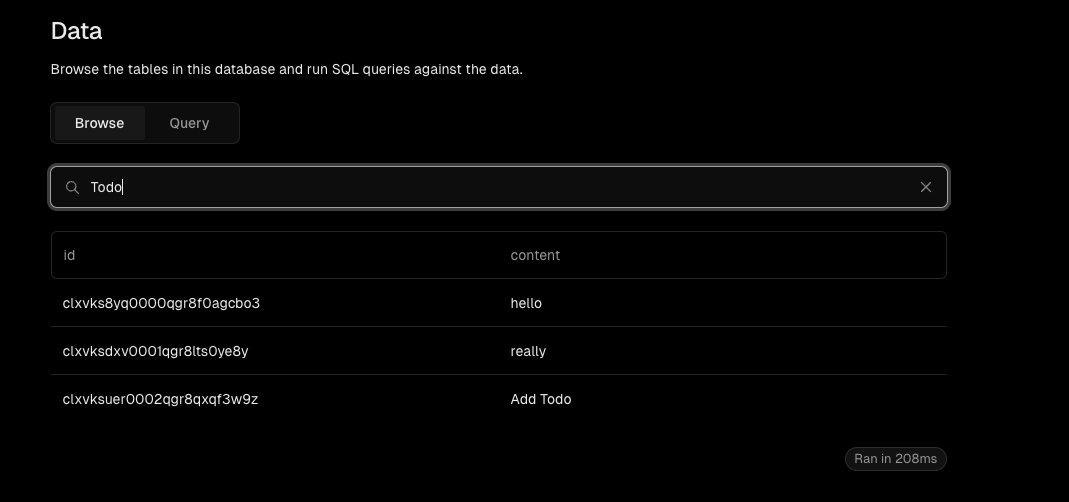 Data
Browse the tables in this database and run SQL queries against the data.
Browse Query
Todo
id content
clxvks8yq0000qgr8f0agcbo3 hello
clxvksdxv0001qgr8lts0ye8y really
clxvksuer0002qgr8qxqf3w9z Add Todo
Ran in 208ms